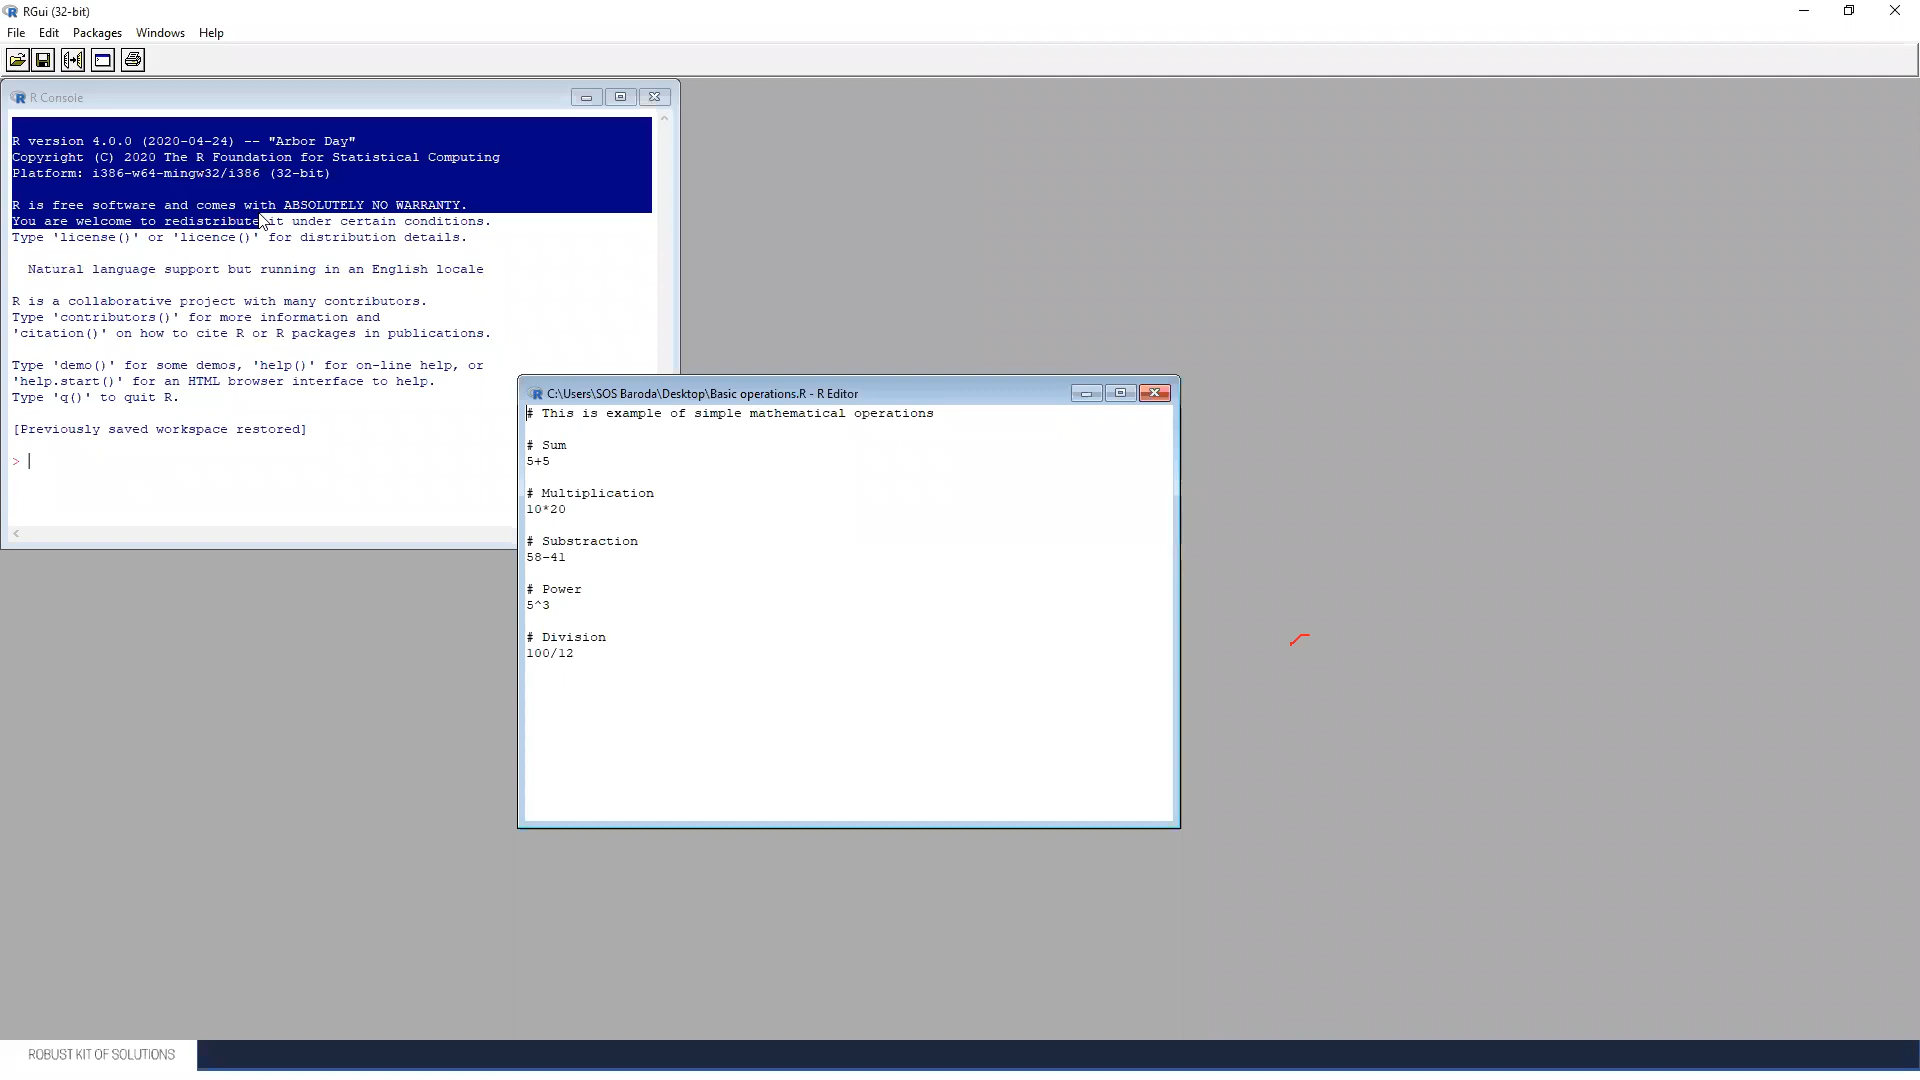 RGui (32-bit)
File Edit Packages Windows Help
R Console
R version 4.0.0 (2020-04-24) -- "Arbor Day"
Copyright (C) 2020 The R Foundation for Statistical Computing
Platform: i386-w64-mingw32/i386 (32-bit)
R is free software and comes with ABSOLUTELY NO WARRANTY.
You are welcome to redistribute it under certain conditions.
Type 'license()' or 'licence()' for distribution details.
Natural language support but running in an English locale
R is a collaborative project with many contributors.
Type 'contributors()' for more information and
'citation()' on how to cite R or R packages in publications.
Type 'demo()' for some demos, 'help()' for on-line help, or
'help.start()' for an HTML browser interface to help.
Type 'q()' to quit R.
[Previously saved workspace restored]
>
C:\Users\SOS Baroda\Desktop\Basic operations.R - R Editor
# This is example of simple mathematical operations
# Sum
5+5
# Multiplication
10*20
# Substraction
58-41
# Power
5^3
# Division
100/12
ROBUST KIT OF SOLUTIONS